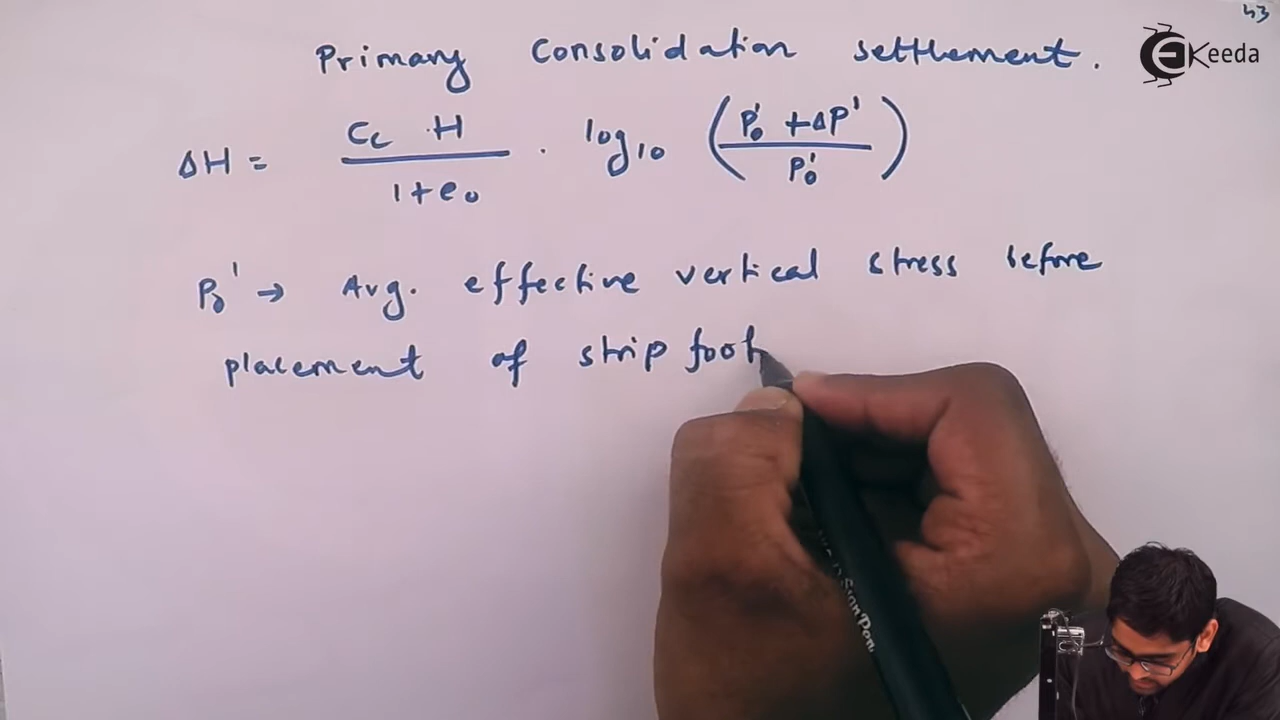 43
Primary Consolidation settlement.
Keeda
ΔH = Cc .H / 1+e0 . log10 (P0' + ΔP' / P0')
P0' → Avg. effective vertical stress before
placement of strip foot
SignPen